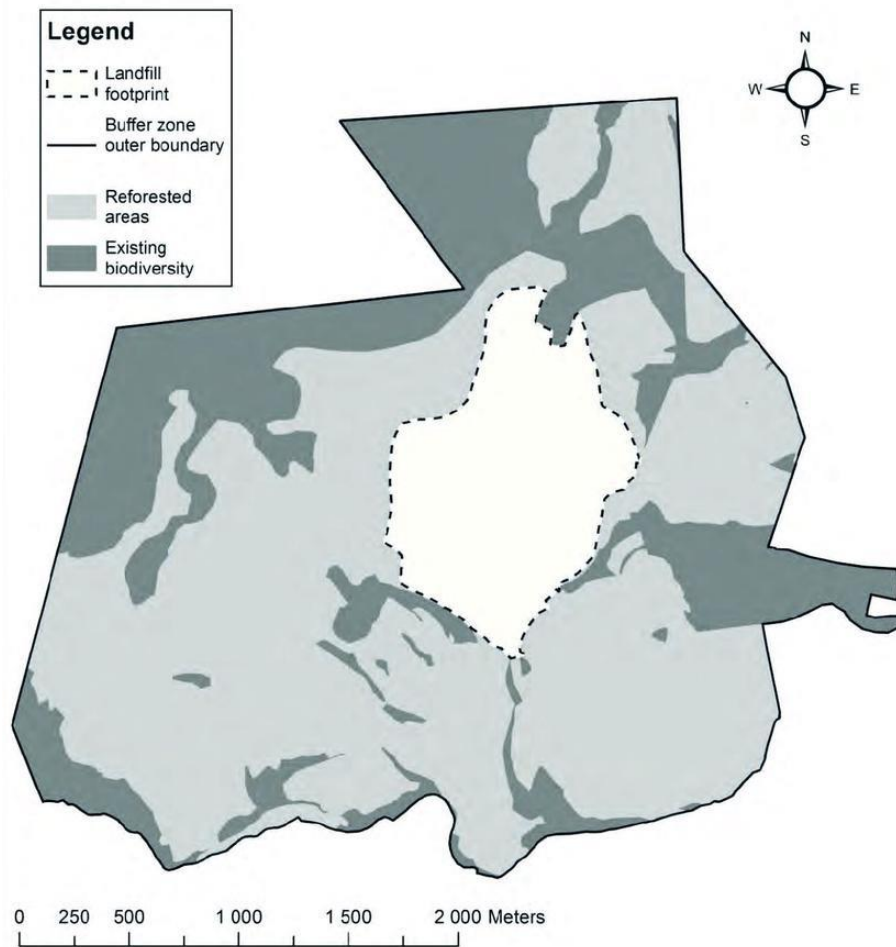 Legend
Landfill
footprint
Buffer zone
outer boundary
Reforested
areas
Existing
biodiversity
N
W E
S
0 250 500 1 000 1 500 2 000 Meters